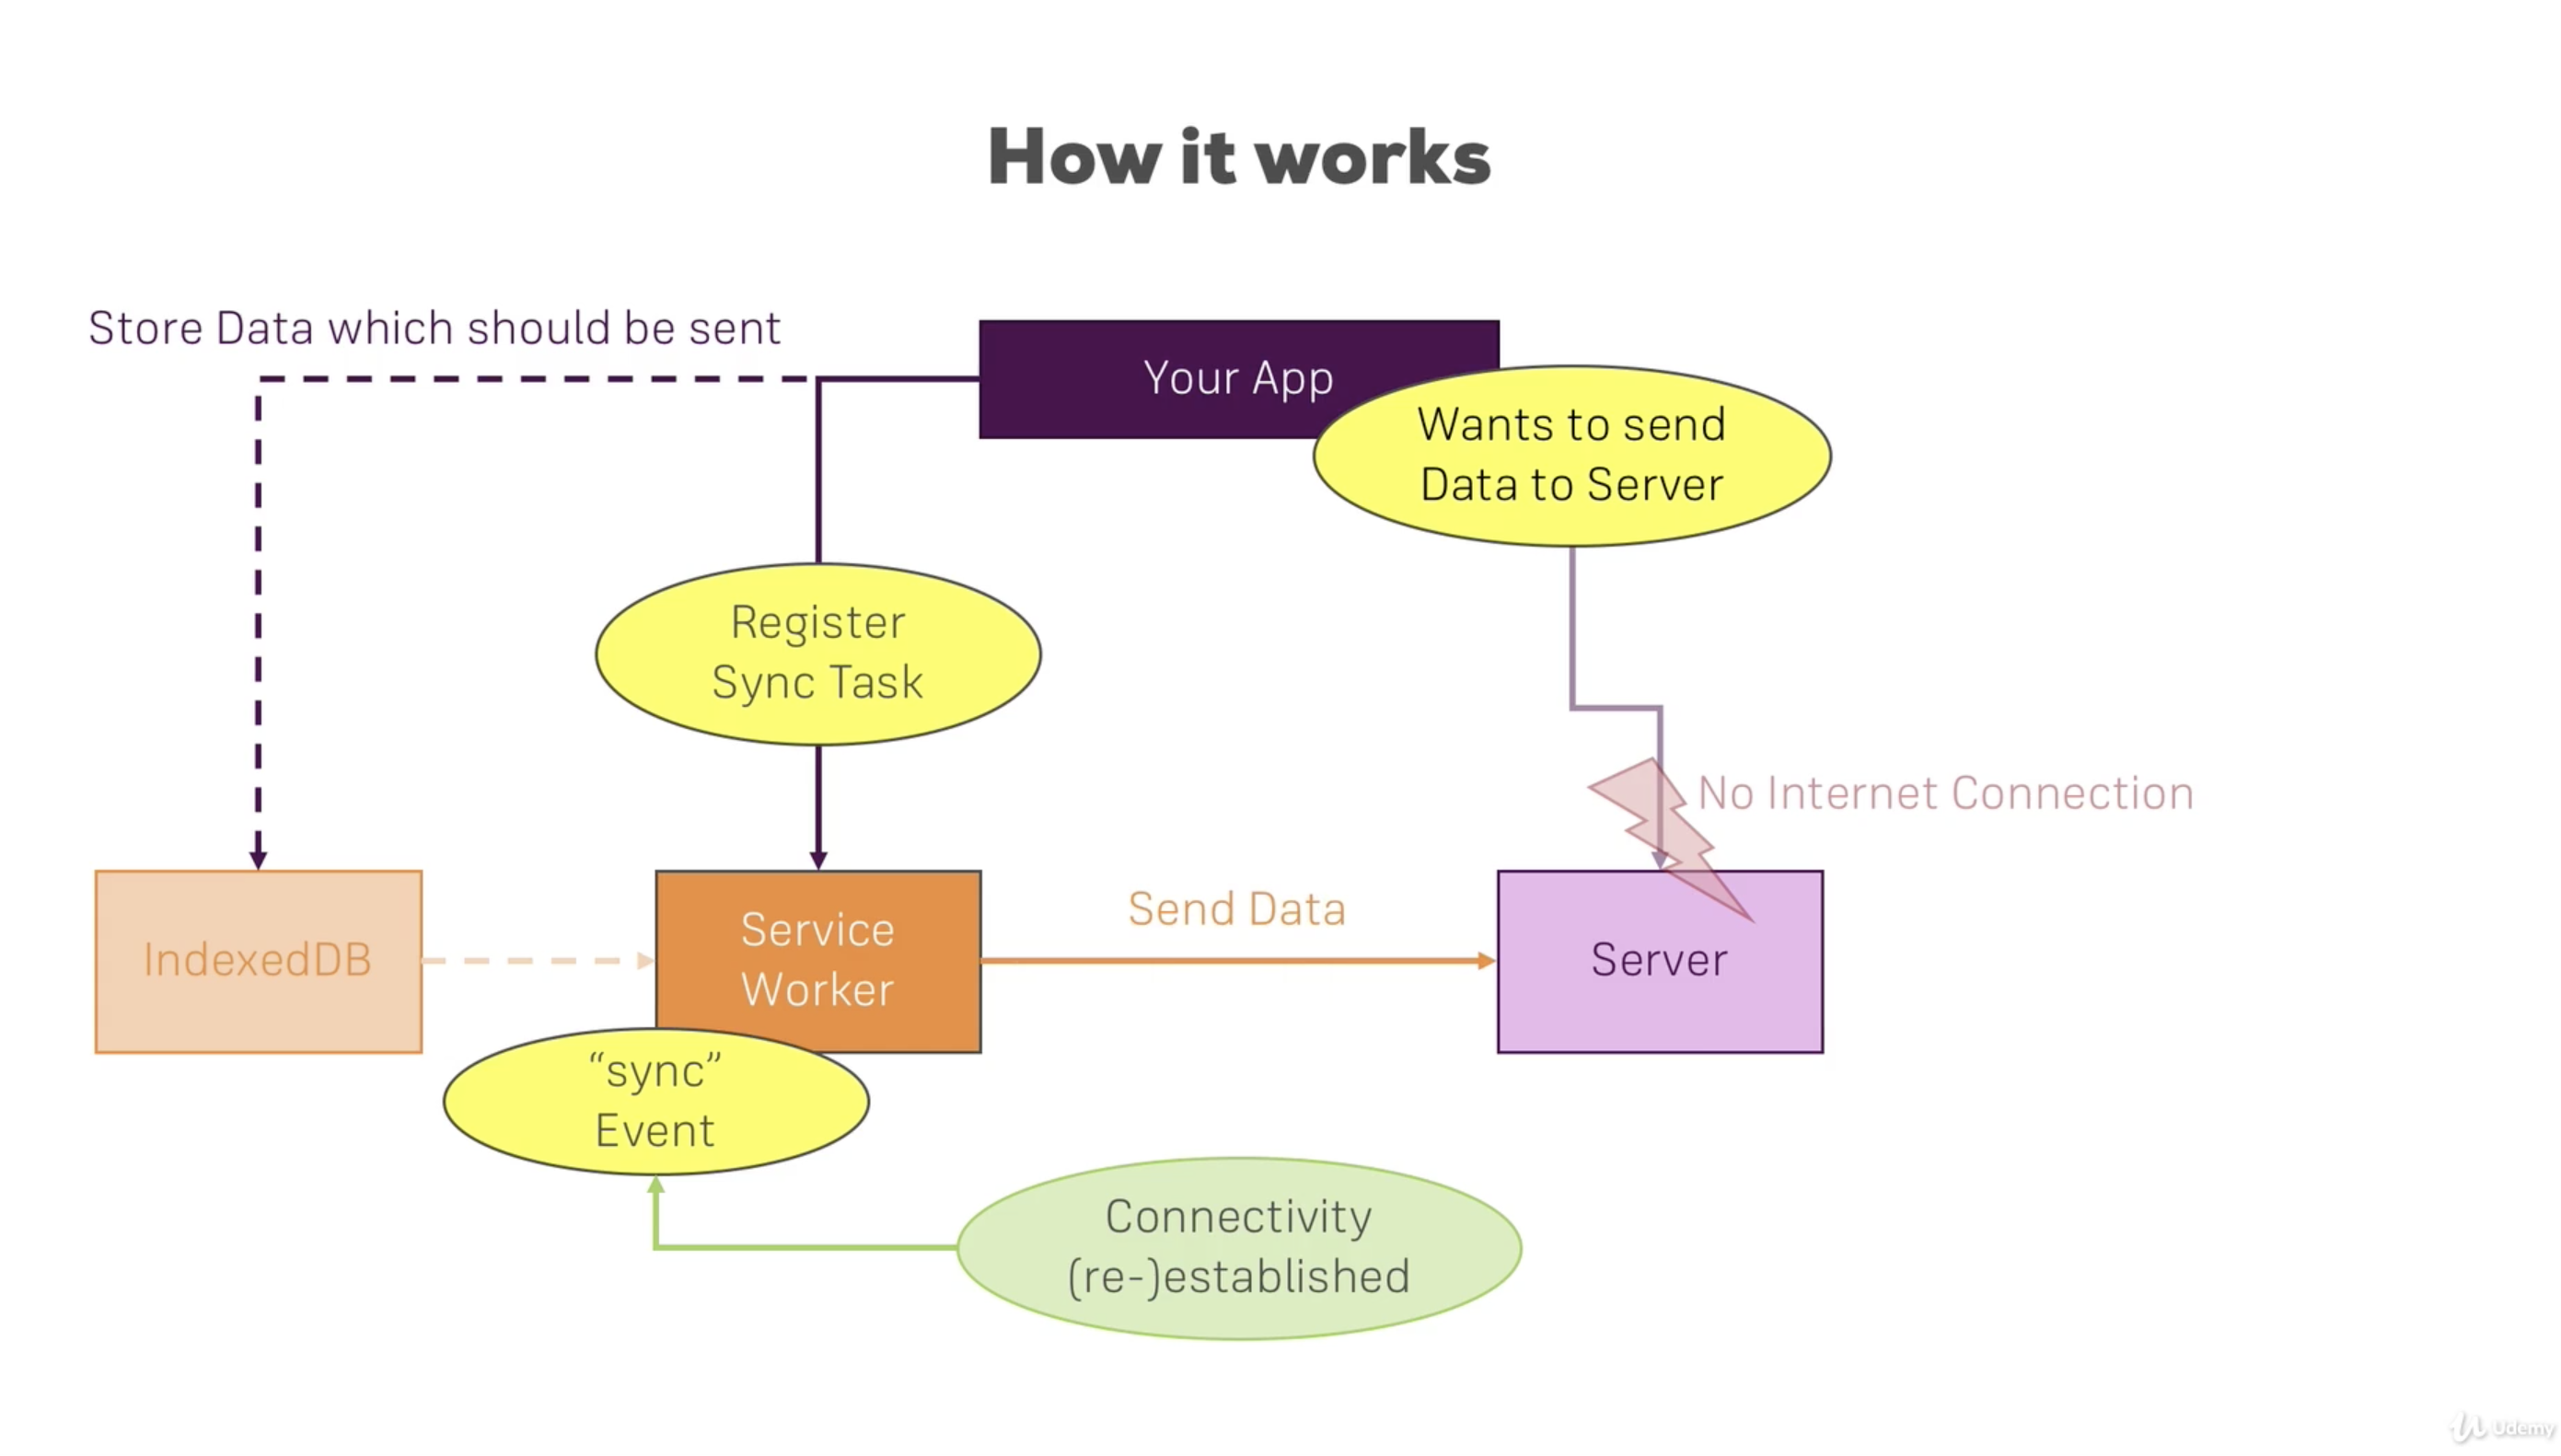 How it works
Store Data which should be sent
Your App
Wants to send
Data to Server
Register
Sync Task
No Internet Connection
IndexedDB
Service
Worker
Send Data
Server
“sync”
Event
Connectivity
(re-)established
Udemy